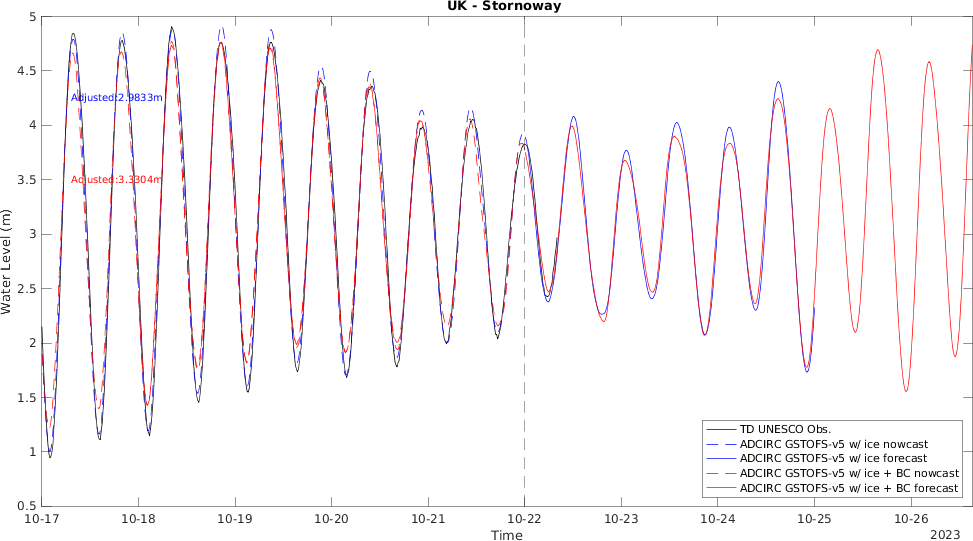 UK - Stornoway
5
4.5
4
3.5
3
2.5
2
1.5
1
0.5
Water Level (m)
Adjusted:2.9833m
Adjusted:3.3304m
TD UNESCO Obs.
ADCIRC GSTOFS-v5 w/ ice nowcast
ADCIRC GSTOFS-v5 w/ ice forecast
ADCIRC GSTOFS-v5 w/ ice + BC nowcast
ADCIRC GSTOFS-v5 w/ ice + BC forecast
10-17 10-18 10-19 10-20 10-21 10-22 10-23 10-24 10-25 10-26
Time
2023